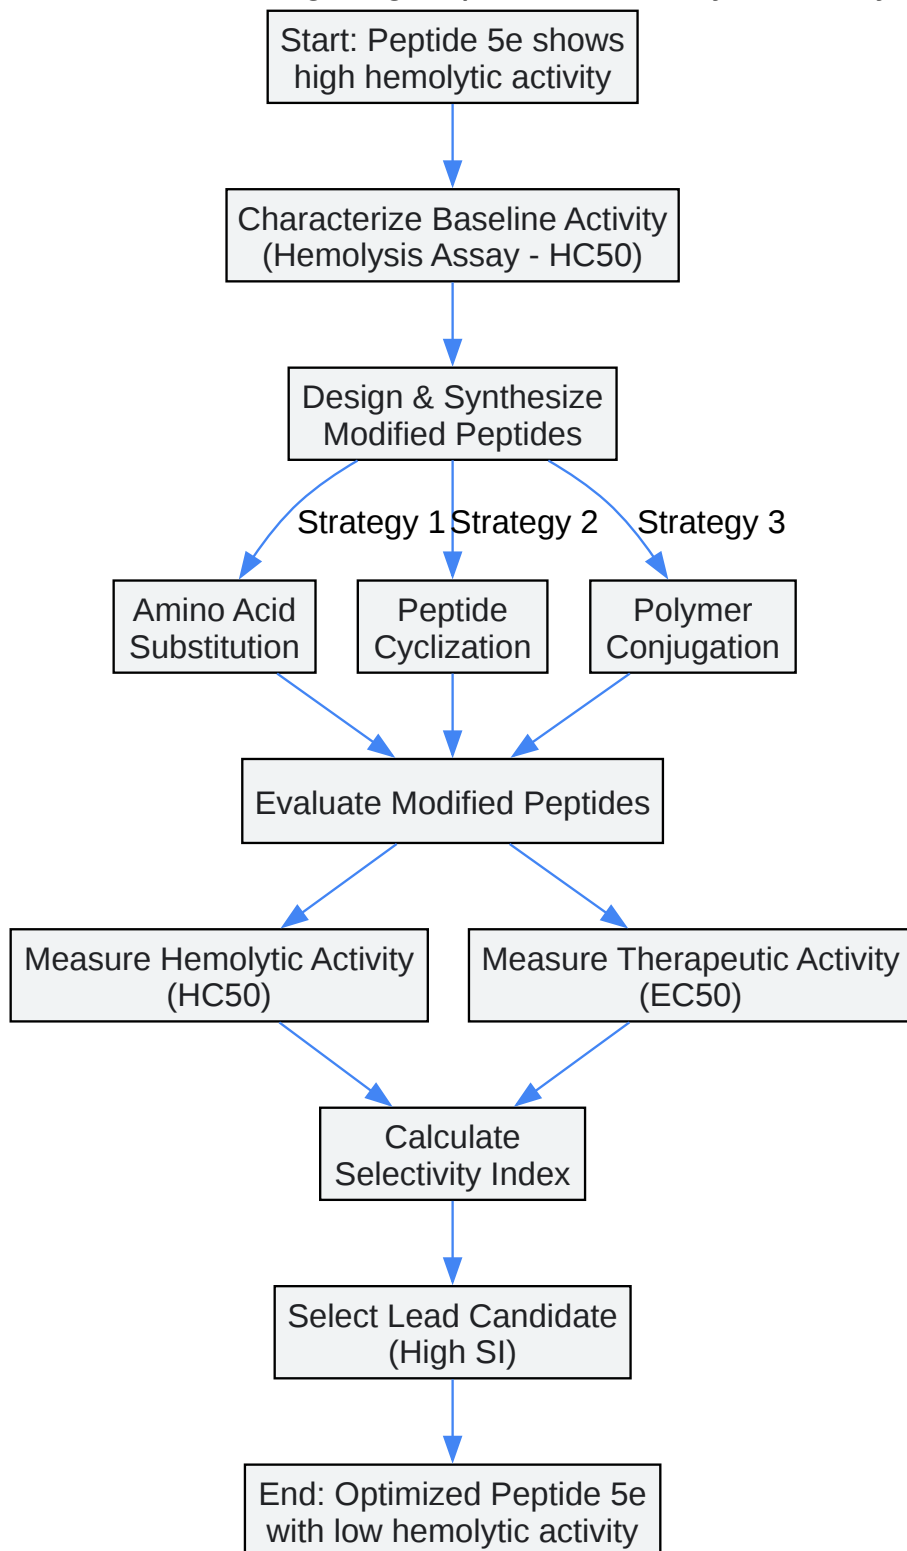 Start: Peptide 5e shows
high hemolytic activity
Characterize Baseline Activity
(Hemolysis Assay - HC50)
Design & Synthesize
Modified Peptides
Strategy 1
Strategy 2
Strategy 3
Amino Acid
Substitution
Peptide
Cyclization
Polymer
Conjugation
Evaluate Modified Peptides
Measure Hemolytic Activity
(HC50)
Measure Therapeutic Activity
(EC50)
Calculate
Selectivity Index
Select Lead Candidate
(High SI)
End: Optimized Peptide 5e
with low hemolytic activity